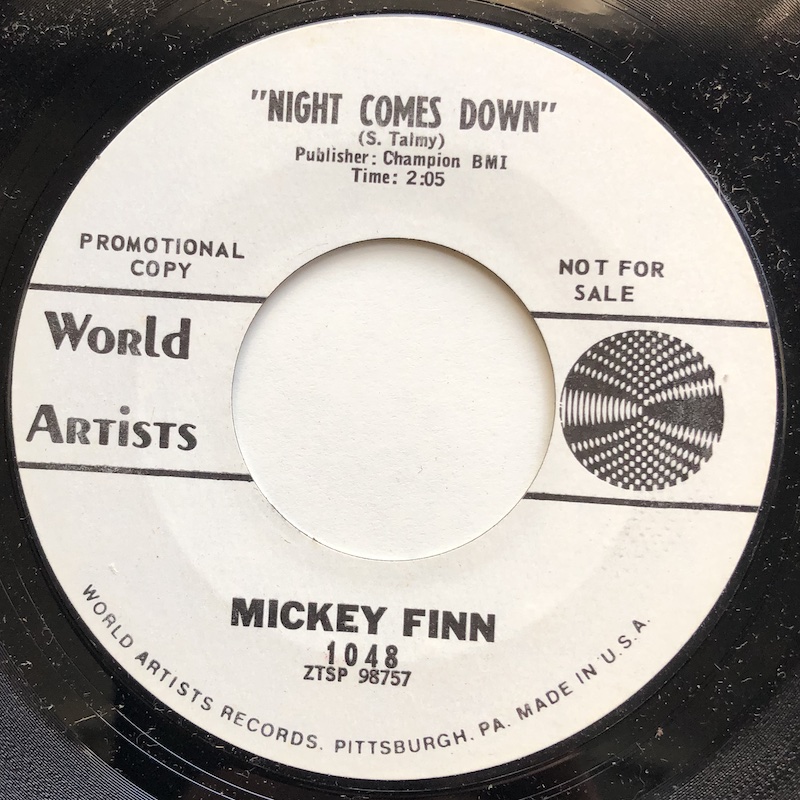 "NIGHT COMES DOWN"
(S. Talmy)
Publisher: Champion BMI
Time: 2:05
PROMOTIONAL
COPY
NOT FOR
SALE
World
Artists
MICKEY FINN
1048
ZTSP 98757
WORLD ARTISTS RECORDS. PITTSBURGH. PA. MADE IN U.S.A.